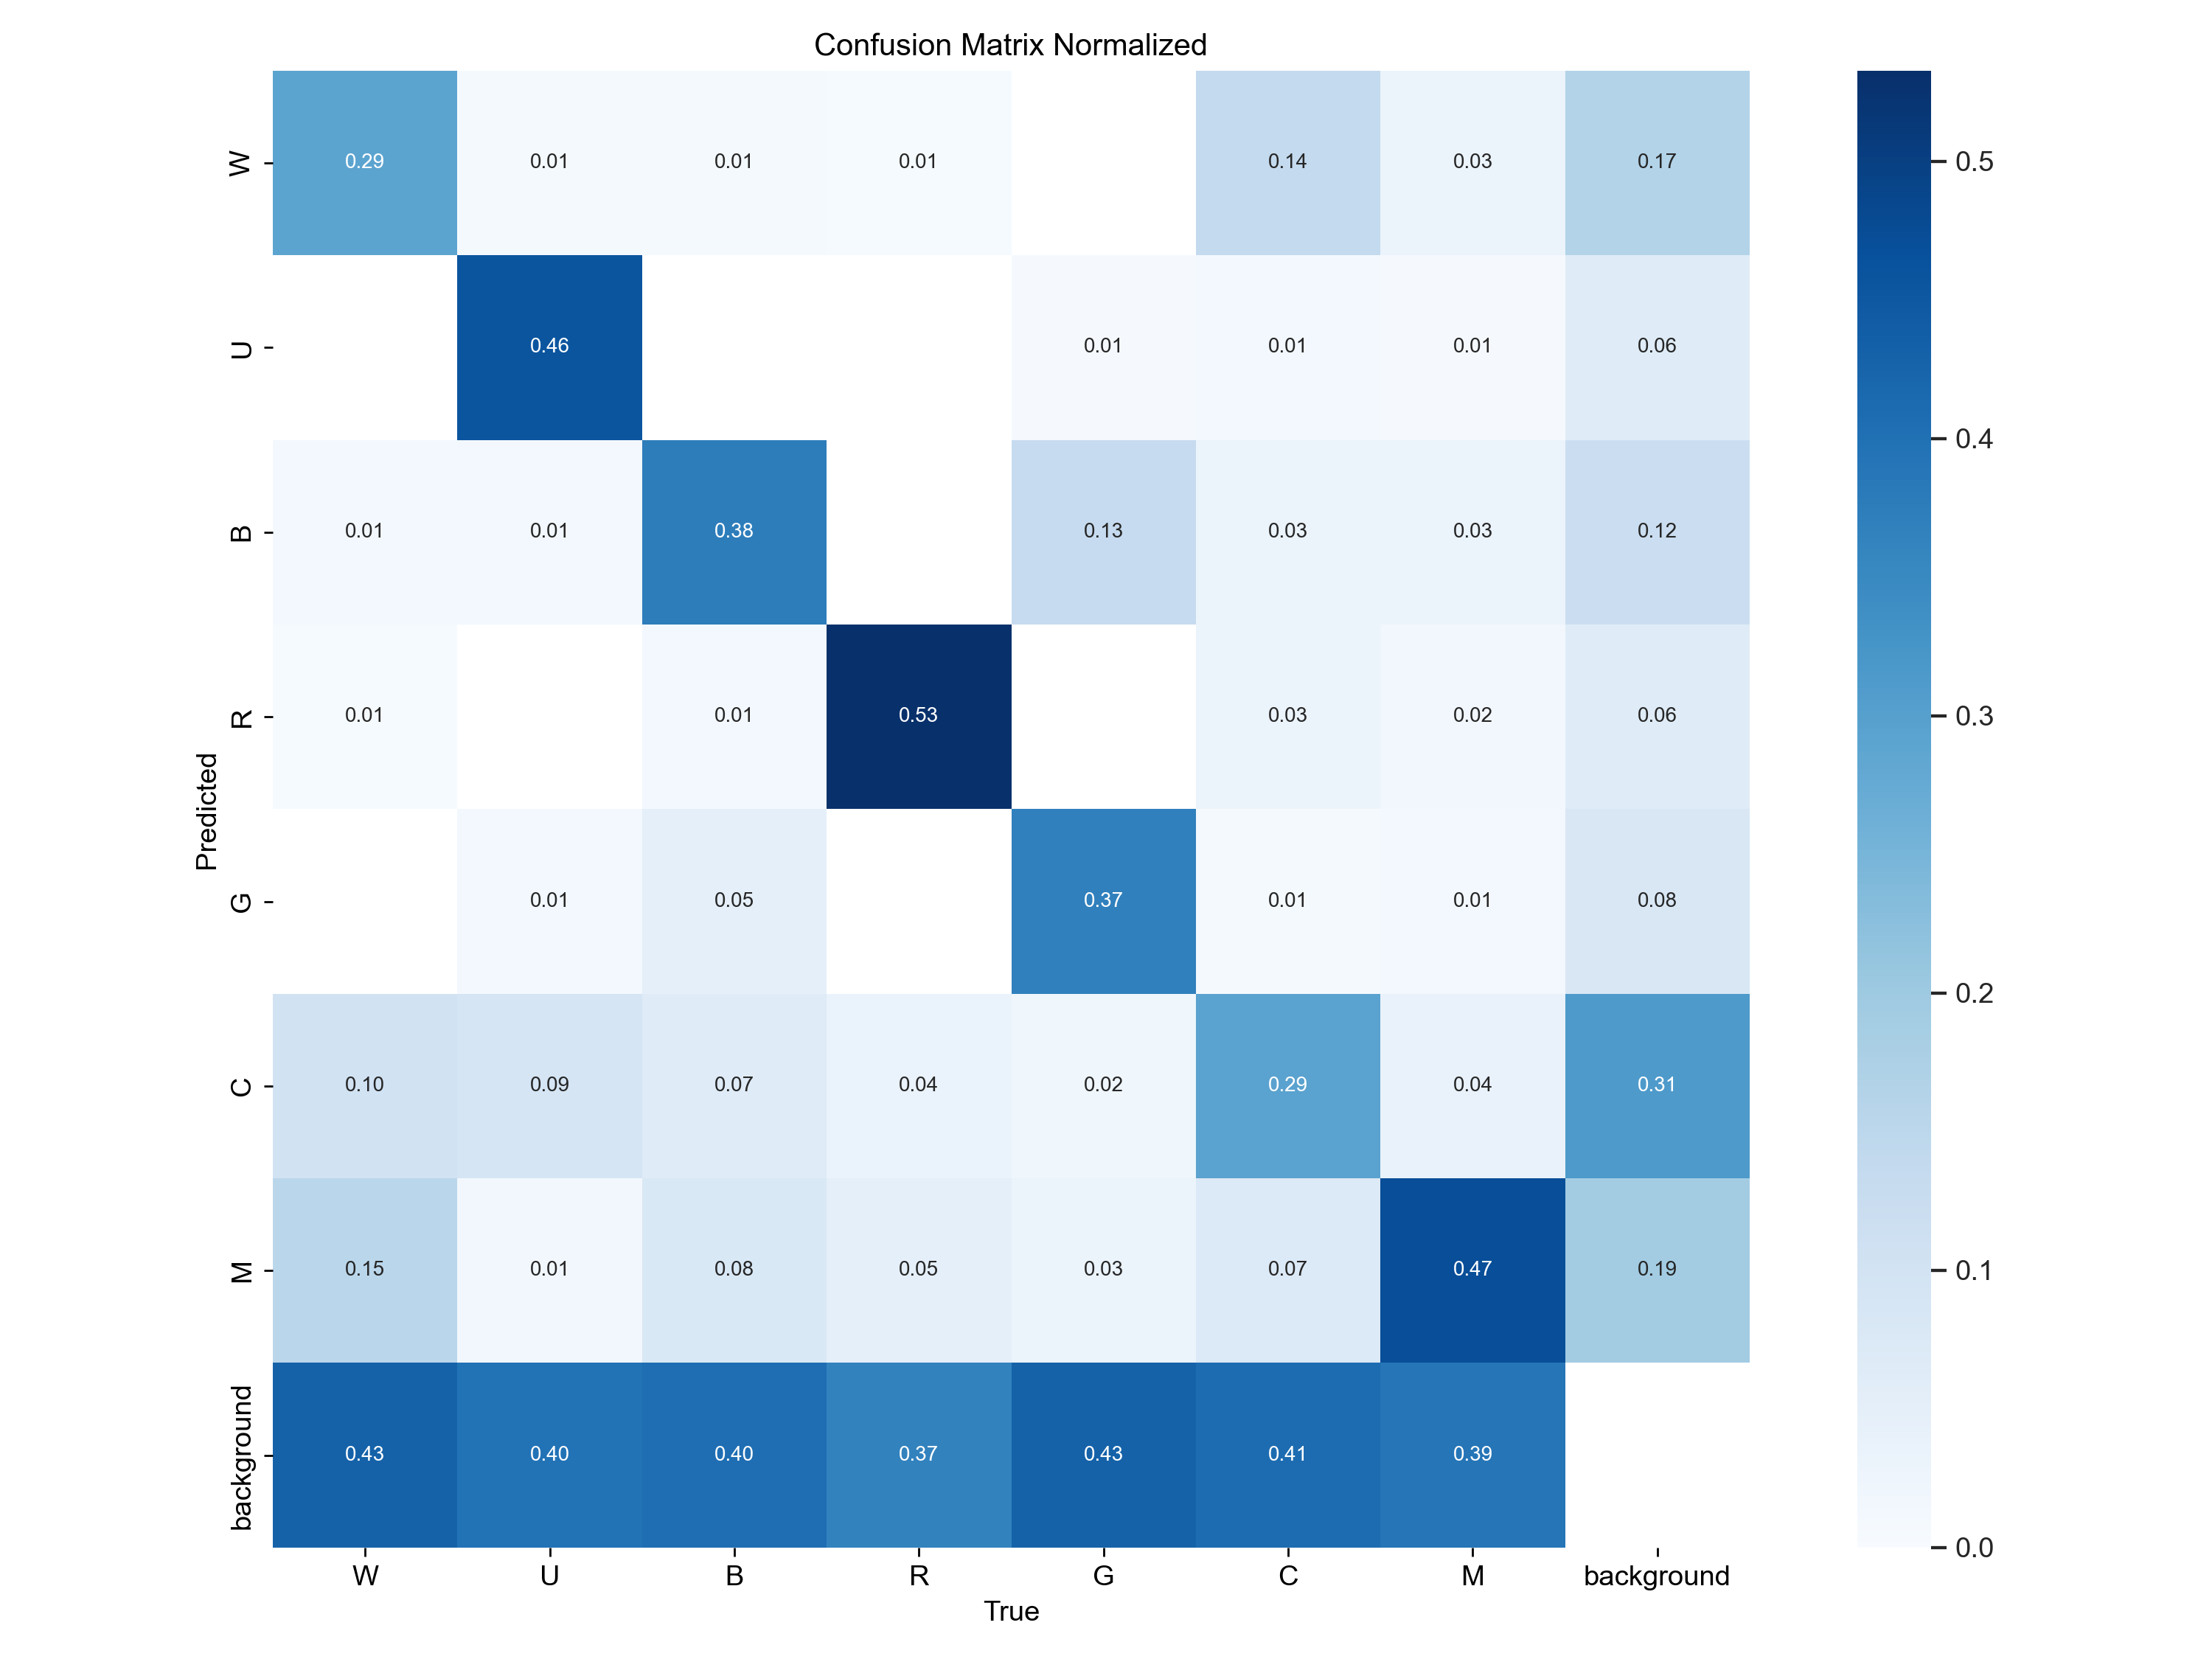 Confusion Matrix Normalized
W 0.29 0.01 0.01 0.01 0.14 0.03 0.17
U 0.46 0.01 0.01 0.01 0.06
B 0.01 0.01 0.38 0.13 0.03 0.03 0.12
R 0.01 0.01 0.53 0.03 0.02 0.06
G 0.01 0.05 0.37 0.01 0.01 0.08
C 0.10 0.09 0.07 0.04 0.02 0.29 0.04 0.31
M 0.15 0.01 0.08 0.05 0.03 0.07 0.47 0.19
background 0.43 0.40 0.40 0.37 0.43 0.41 0.39
W U B R G C M background
True
Predicted
0.5
0.4
0.3
0.2
0.1
0.0